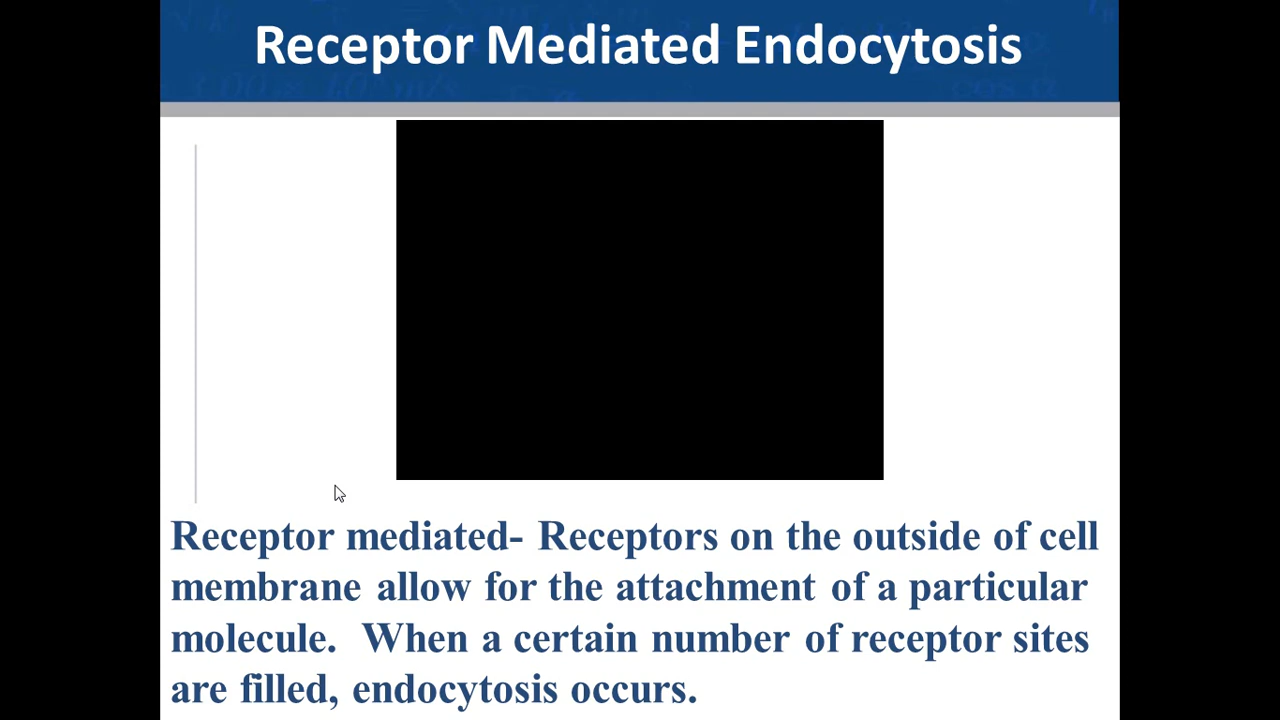 Receptor Mediated Endocytosis
Receptor mediated- Receptors on the outside of cell
membrane allow for the attachment of a particular
molecule.  When a certain number of receptor sites
are filled, endocytosis occurs.